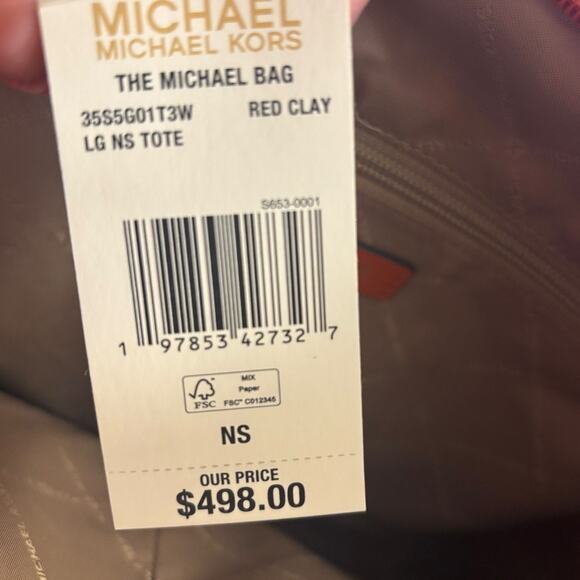 MICHAEL
MICHAEL KORS
THE MICHAEL BAG
35S5G01T3W RED CLAY
LG NS TOTE
S653-0001
1 97853 42732 7
MIX
Paper
FSC FSC® C012345
NS
OUR PRICE
$498.00